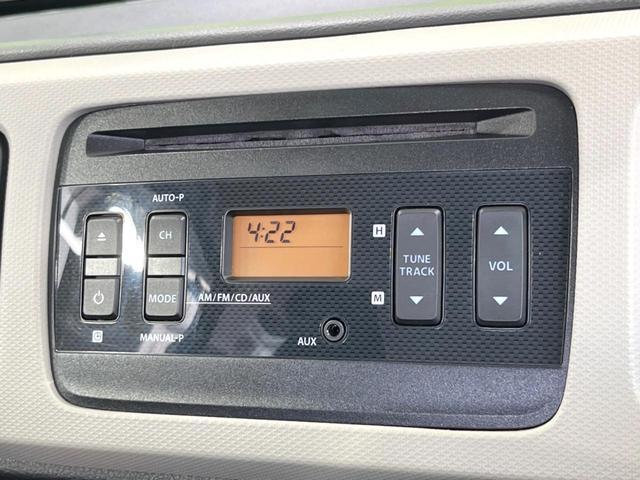 AUTO-P
CH
MODE
MANUAL-P
C
4:22
AM/FM/CD/AUX
AUX
H
M
TUNE
TRACK
VOL